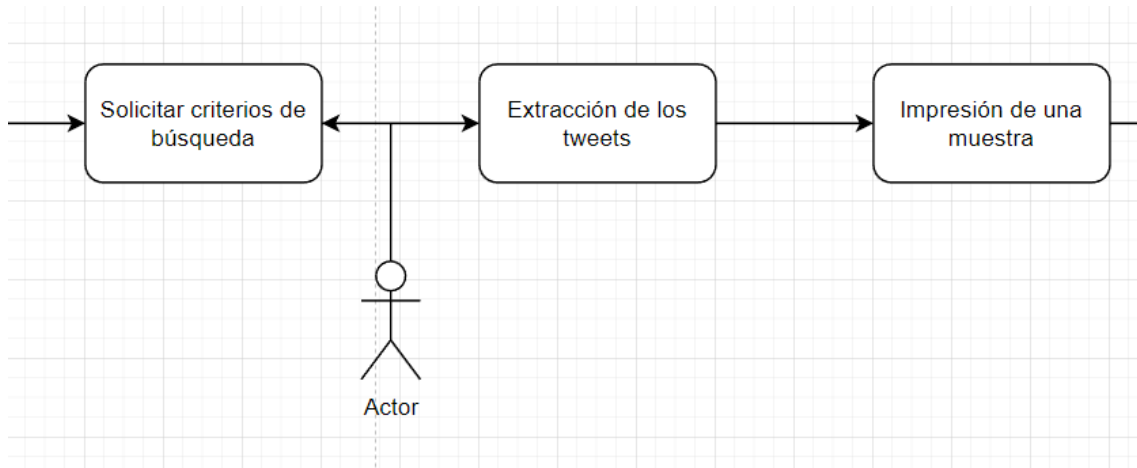 Solicitar criterios de
búsqueda
Extracción de los
tweets
Impresión de una
muestra
Actor